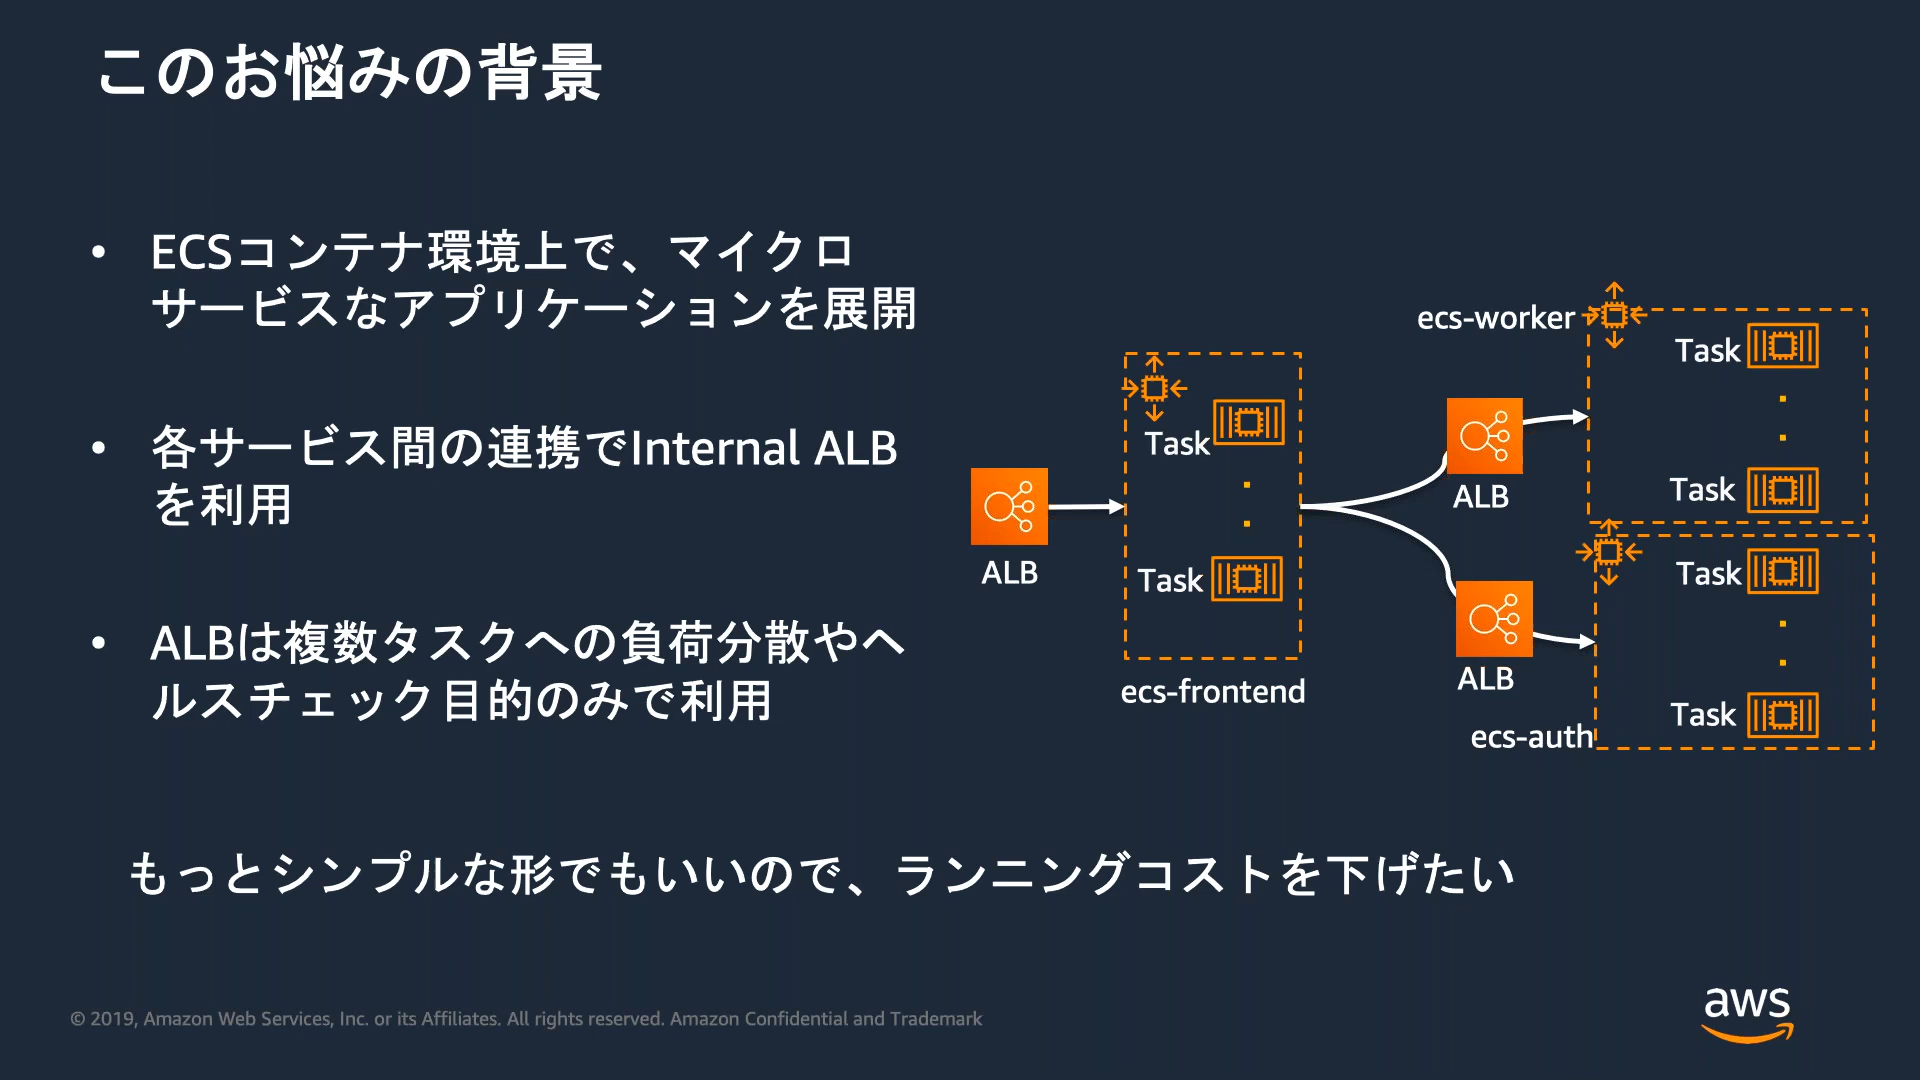 このお悩みの背景
• ECSコンテナ環境上で、マイクロ
サービスなアプリケーションを展開
• 各サービス間の連携でInternal ALB
を利用
• ALBは複数タスクへの負荷分散やヘ
ルスチェック目的のみで利用
ALB
Task
Task
ecs-frontend
ALB
ALB
ecs-worker
Task
Task
Task
Task
ecs-auth
もっとシンプルな形でもいいので、ランニングコストを下げたい
© 2019, Amazon Web Services, Inc. or its Affiliates. All rights reserved. Amazon Confidential and Trademark
aws